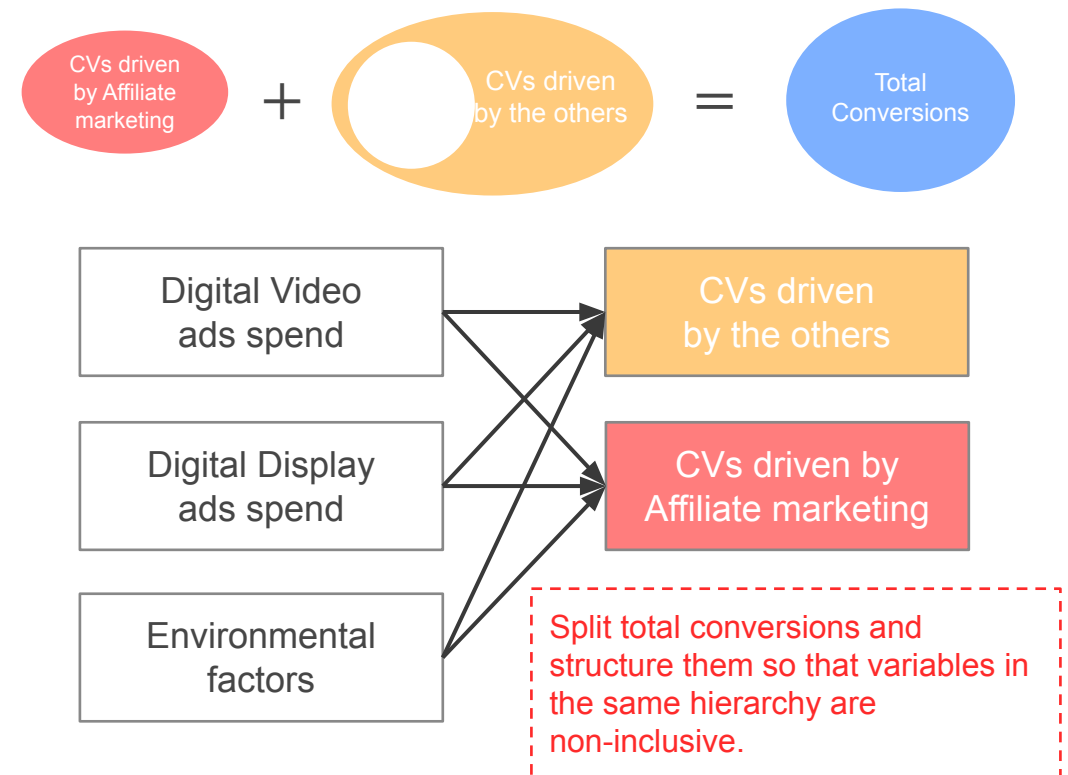 CVs driven
by Affiliate
marketing
+
CVs driven
by the others
=
Total
Conversions
Digital Video
ads spend
CVs driven
by the others
Digital Display
ads spend
CVs driven by
Affiliate marketing
Environmental
factors
Split total conversions and
structure them so that variables in
the same hierarchy are
non-inclusive.